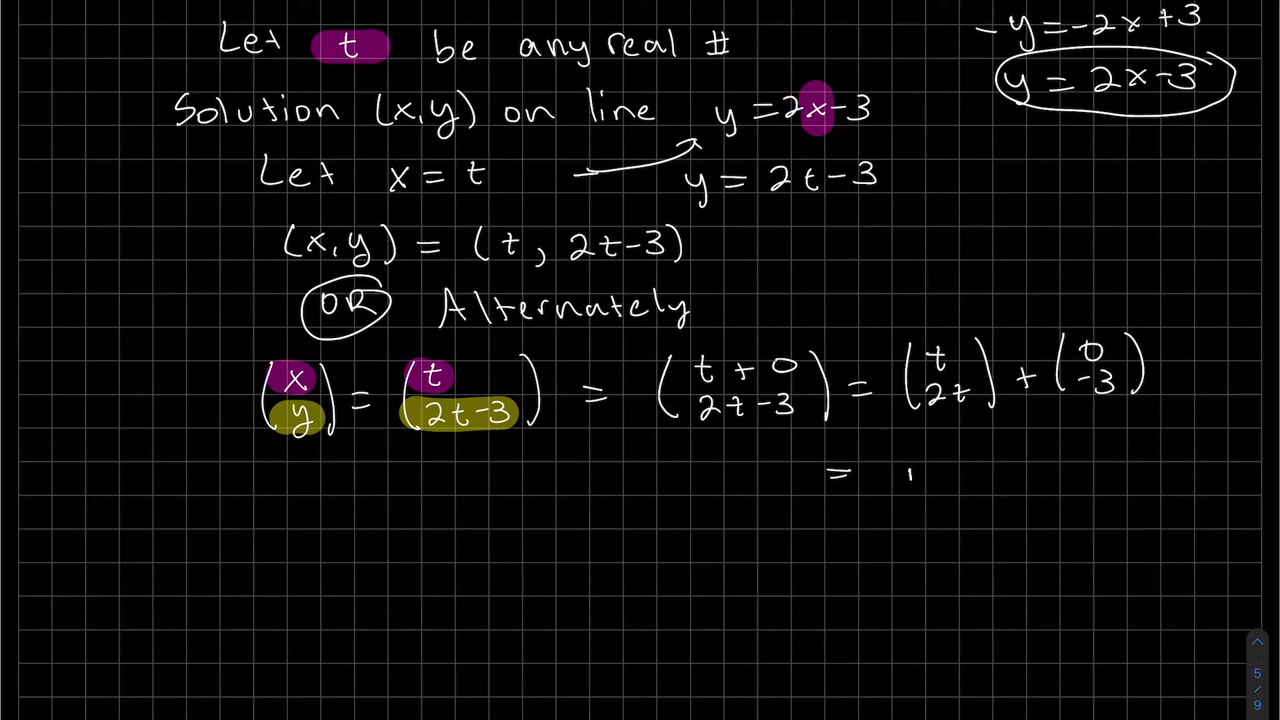 Let t be any real #
-y = -2x + 3
y = 2x - 3
Solution (x,y) on line y = 2x - 3
Let x = t → y = 2t - 3
(x,y) = (t, 2t - 3)
OR Alternately
(x y) = (t 2t-3) = (t + 0 2t - 3) = (t 2t) + (0 -3)
=
5
/
9